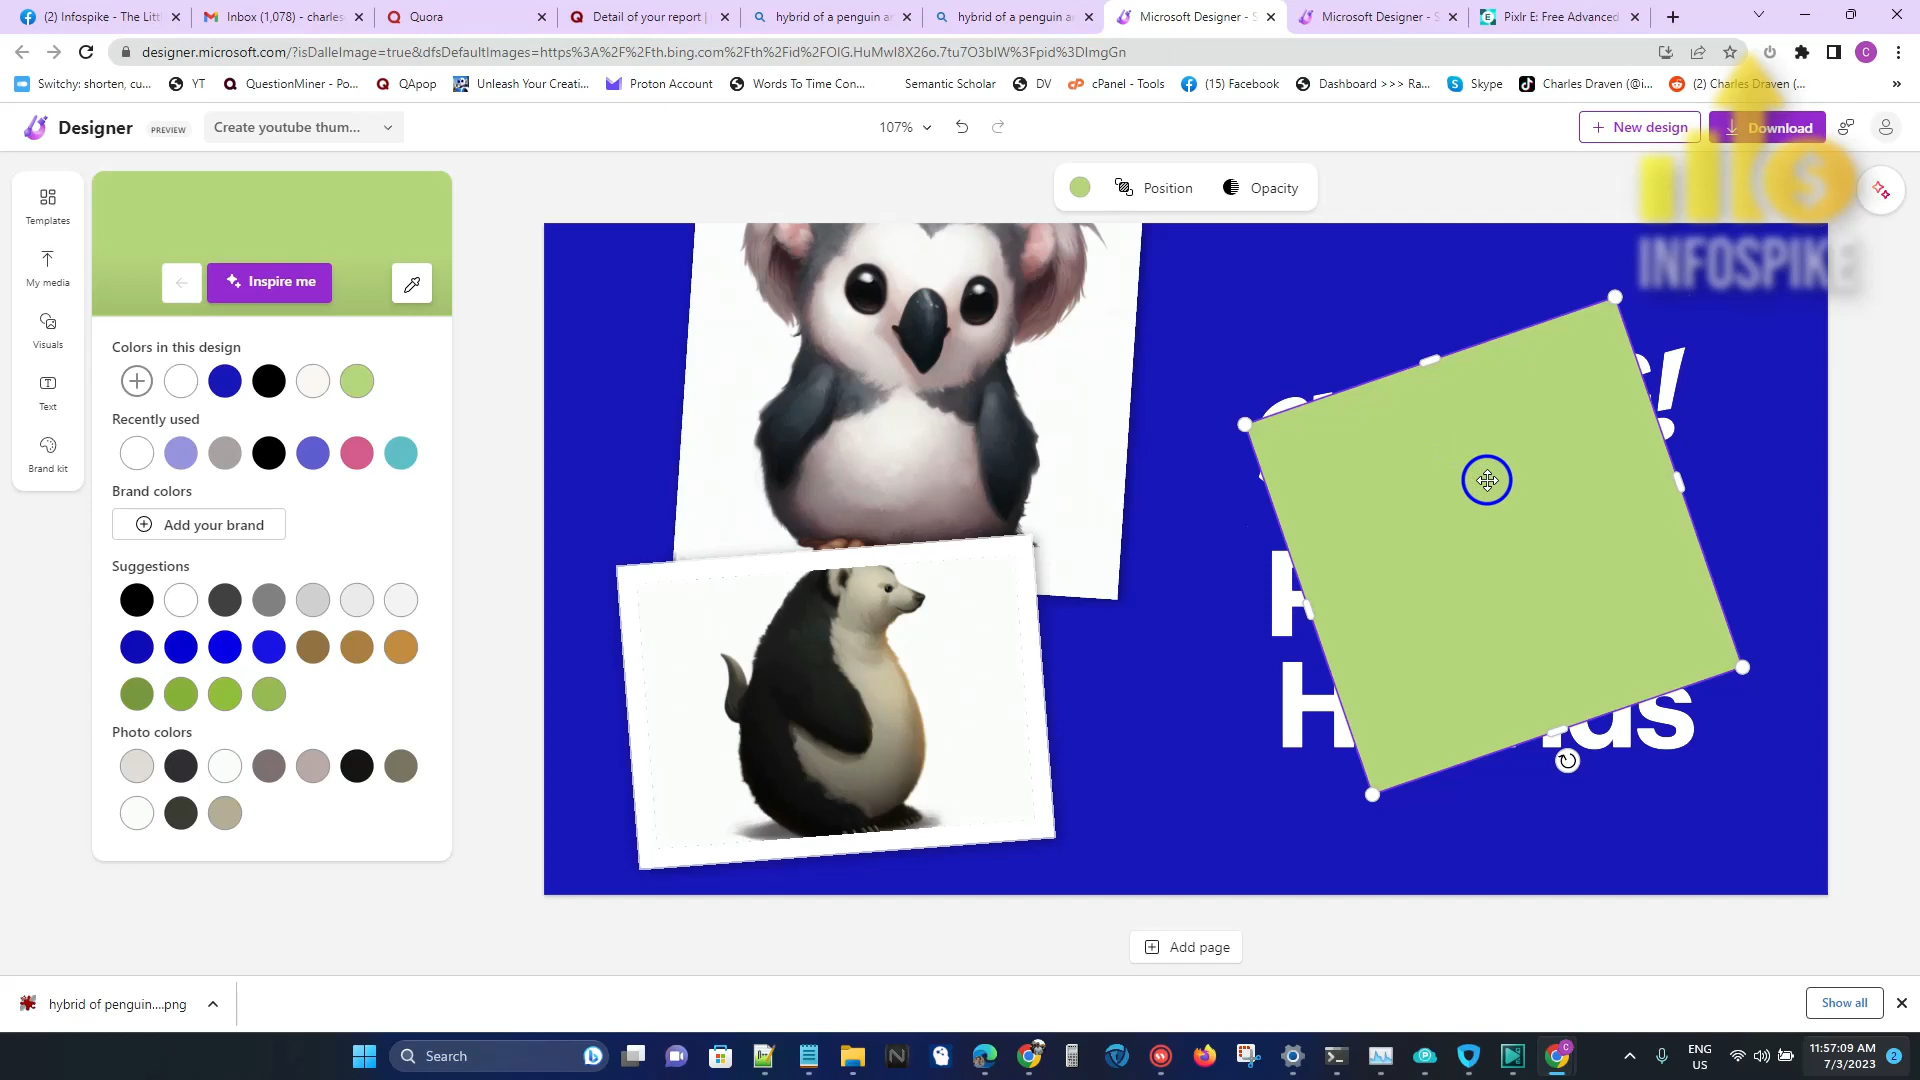 (2) Infospike - The Littl
Inbox (1,078) - charles
Quora
Detail of your report |
hybrid of a penguin ar
hybrid of a penguin an
Microsoft Designer - S
Microsoft Designer - S
Pixlr E: Free Advanced
designer.microsoft.com/?isDalleImage=true&dfsDefaultImages=https%3A%2F%2Fth.bing.com%2Fth%2Fid%2FOIG.HuMwI8X26o.7tu7O3bIW%3Fpid%3DImgGn
C
Switchy: shorten, cu...
YT
QuestionMiner - Po...
QApop
Unleash Your Creati...
Proton Account
Words To Time Con...
Semantic Scholar
DV
cPanel - Tools
(15) Facebook
Dashboard >>> Ra...
Skype
Charles Draven (@i...
(2) Charles Draven (...
»
Designer
PREVIEW
Create youtube thum...
107%
New design
Download
Templates
My media
Visuals
Text
Brand kit
Inspire me
Position
Opacity
INFOSPIKE
Colors in this design
Recently used
Brand colors
Add your brand
Suggestions
Photo colors
Add page
hybrid of penguin....png
Show all
Search
ENG
US
11:57:09 AM
7/3/2023
2